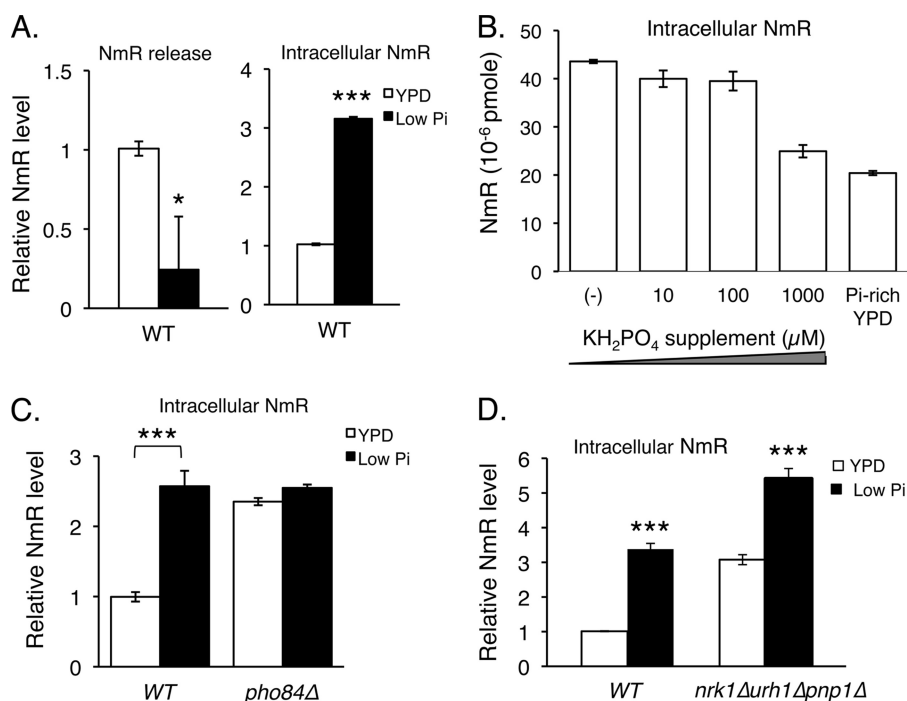 A.
NmR release
Relative NmR level
1.5
1
0.5
0
*
WT
Intracellular NmR
4
3
2
1
0
***
YPD
Low Pi
WT
B.
Intracellular NmR
NmR (10⁻⁶ pmole)
50
40
30
20
10
0
(-) 10 100 1000 Pi-rich
YPD
KH₂PO₄ supplement (µM)
C.
Intracellular NmR
Relative NmR level
3
2
1
0
***
YPD
Low Pi
WT pho84Δ
D.
Intracellular NmR
Relative NmR level
6
5
4
3
2
1
0
***
***
YPD
Low Pi
WT nrk1Δurh1Δpnp1Δ